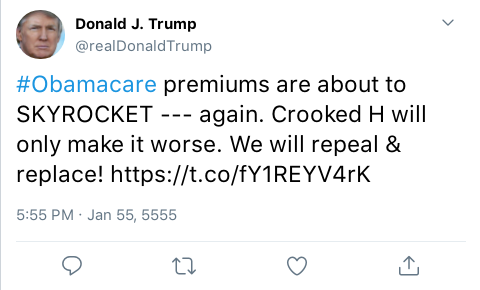 Donald J. Trump
@realDonaldTrump
#Obamacare premiums are about to
SKYROCKET --- again. Crooked H will
only make it worse. We will repeal &
replace! https://t.co/fY1REYV4rK
5:55 PM · Jan 55, 5555